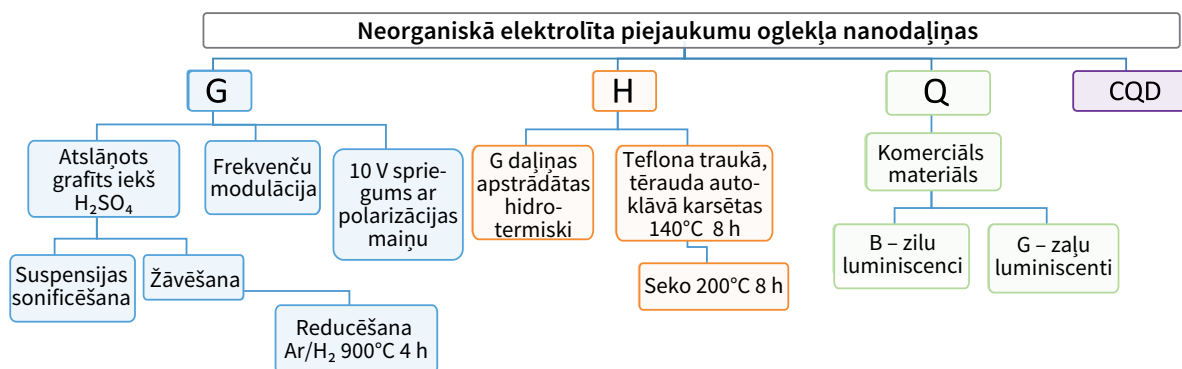 Neorganiskā elektrolīta piejaukumu oglekļa nanodaļiņas
G
H
Q
CQD
Atslāņots
grafīts iekš
H₂SO₄
Frekvenču
modulācija
10 V sprie-
gums ar
polarizācijas
maiņu
Suspensijas
sonificēšana
Žāvēšana
Reducēšana
Ar/H₂ 900°C 4 h
G daļiņas
apstrādātas
hidro-
termiski
Teflona traukā,
tērauda auto-
klāvā karsētas
140°C 8 h
Seko 200°C 8 h
Komerciāls
materiāls
B – zilu
luminiscenci
G – zaļu
luminiscenti